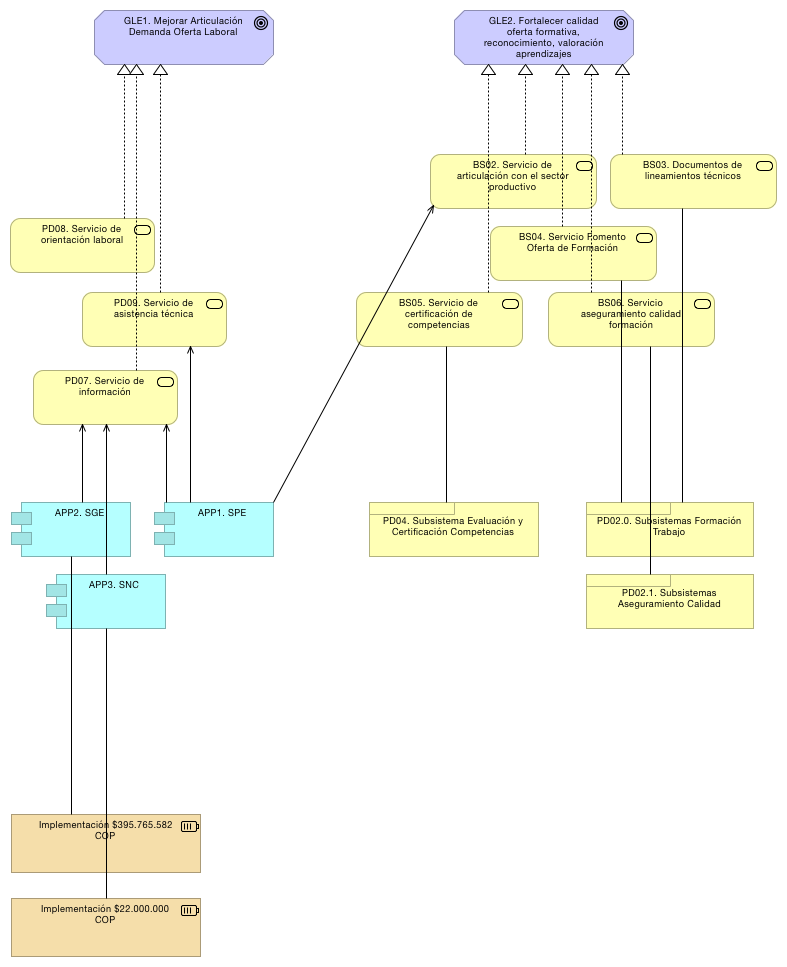 GLE1. Mejorar Articulación
Demanda Oferta Laboral
GLE2. Fortalecer calidad
oferta formativa,
reconocimiento, valoración
aprendizajes
BS02. Servicio de
articulación con el sector
productivo
BS03. Documentos de
lineamientos técnicos
PD08. Servicio de
orientación laboral
BS04. Servicio Fomento
Oferta de Formación
PD09. Servicio de
asistencia técnica
BS05. Servicio de
certificación de
competencias
BS06. Servicio
aseguramiento calidad
formación
PD07. Servicio de
información
APP2. SGE
APP1. SPE
PD04. Subsistema Evaluación y
Certificación Competencias
PD02.0. Subsistemas Formación
Trabajo
APP3. SNC
PD02.1. Subsistemas
Aseguramiento Calidad
Implementación $395.765.582
COP
Implementación $22.000.000
COP